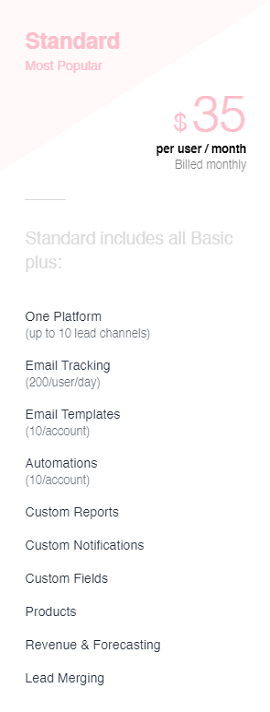 Standard
Most Popular
$ 35
per user / month
Billed monthly
Standard includes all Basic
plus:
One Platform
(up to 10 lead channels)
Email Tracking
(200/user/day)
Email Templates
(10/account)
Automations
(10/account)
Custom Reports
Custom Notifications
Custom Fields
Products
Revenue & Forecasting
Lead Merging